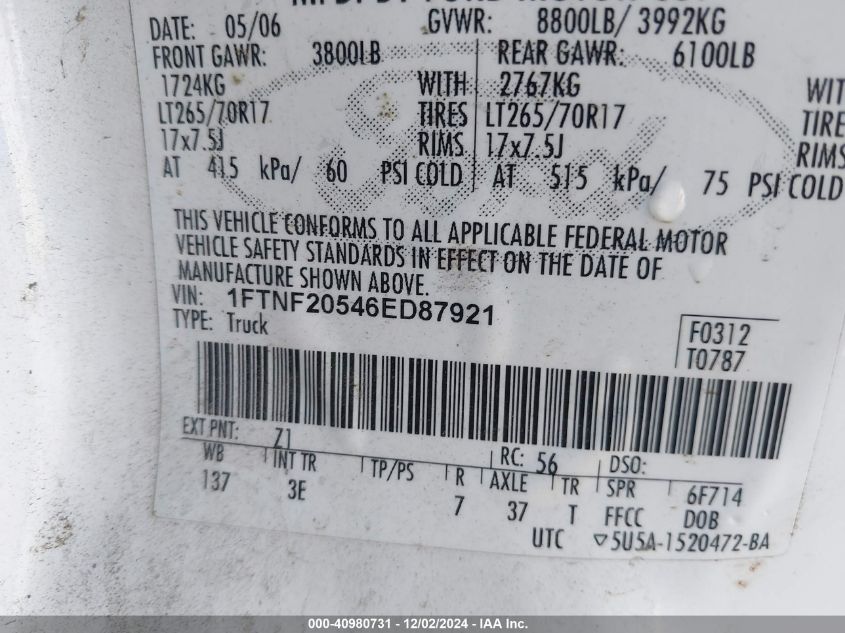 MFD. BY FORD MOTOR CO.
DATE: 05/06 GVWR: 8800LB/ 3992KG
FRONT GAWR: 3800LB REAR GAWR: 6100LB
1724KG WITH 2767KG WIT
LT265/70R17 TIRES LT265/70R17 TIRE
17x7.5J RIMS 17x7.5J RIMS
AT 415 kPa/ 60 PSI COLD AT 515 kPa/ 75 PSI COLD
THIS VEHICLE CONFORMS TO ALL APPLICABLE FEDERAL MOTOR
VEHICLE SAFETY STANDARDS IN EFFECT ON THE DATE OF
MANUFACTURE SHOWN ABOVE.
VIN: 1FTNF20546ED87921
TYPE: Truck
F0312
T0787
EXT PNT: Z1 RC: 56 DSO:
WB INT TR TP/PS R AXLE TR SPR 6F714
137 3E 7 37 T FFCC DOB
UTC ▽5U5A-1520472-BA
000-40980731 - 12/02/2024 - IAA Inc.